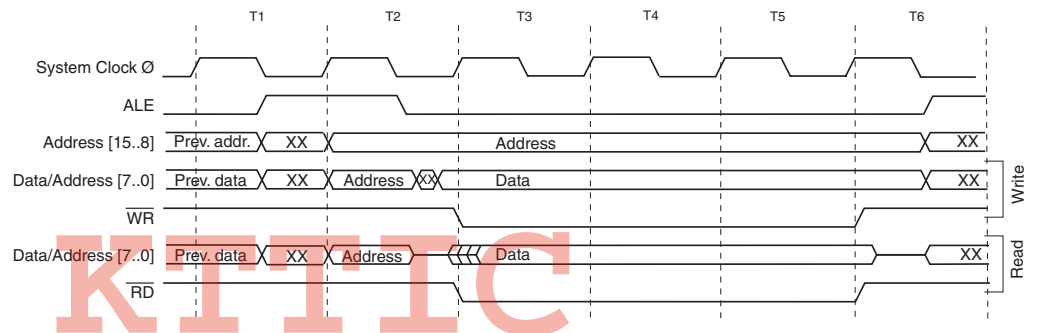 T1 T2 T3 T4 T5 T6
System Clock Ø
ALE
Address [15..8] Prev. addr. XX Address XX
Data/Address [7..0] Prev. data XX Address XX Data XX
WR
Write
Data/Address [7..0] Prev. data XX Address Data XX
RD
Read
KTTIC